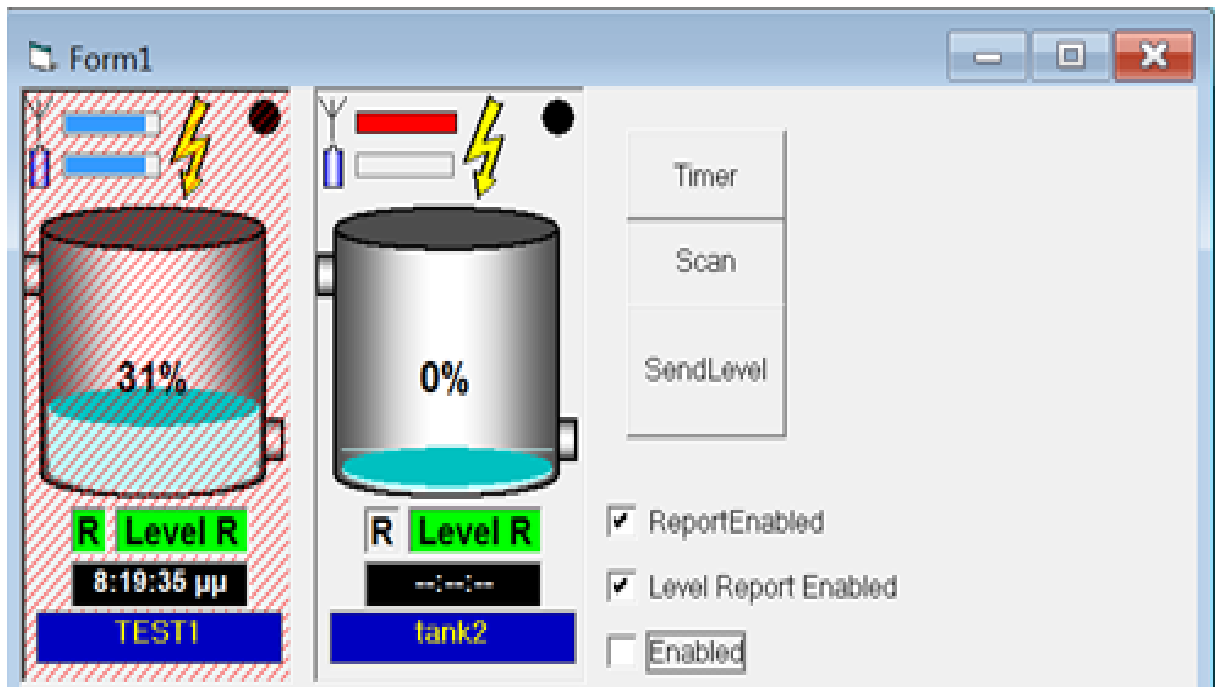 Form1
31%
R Level R
8:19:35 μμ
TEST1
0%
R Level R
--:--:--
tank2
Timer
Scan
SendLevel
ReportEnabled
Level Report Enabled
Enabled